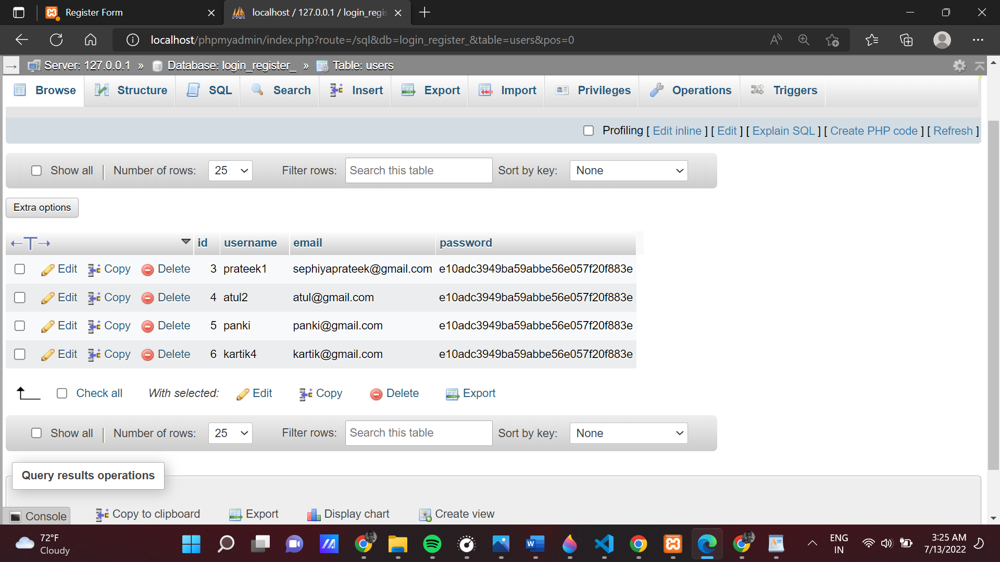 Register Form
localhost / 127.0.0.1 / login_regis
localhost/phpmyadmin/index.php?route=/sql&db=login_register_&table=users&pos=0
Server: 127.0.0.1 » Database: login_register_ » Table: users
Browse Structure SQL Search Insert Export Import Privileges Operations Triggers
Profiling [ Edit inline ] [ Edit ] [ Explain SQL ] [ Create PHP code ] [ Refresh ]
Show all | Number of rows: 25 Filter rows: Search this table Sort by key: None
Extra options
←T→ id username email password
Edit Copy Delete 3 prateek1 sephiyaprateek@gmail.com e10adc3949ba59abbe56e057f20f883e
Edit Copy Delete 4 atul2 atul@gmail.com e10adc3949ba59abbe56e057f20f883e
Edit Copy Delete 5 panki panki@gmail.com e10adc3949ba59abbe56e057f20f883e
Edit Copy Delete 6 kartik4 kartik@gmail.com e10adc3949ba59abbe56e057f20f883e
Check all With selected: Edit Copy Delete Export
Show all | Number of rows: 25 Filter rows: Search this table Sort by key: None
Query results operations
Console Copy to clipboard Export Display chart Create view
72°F
Cloudy
ENG
IN
3:25 AM
7/13/2022